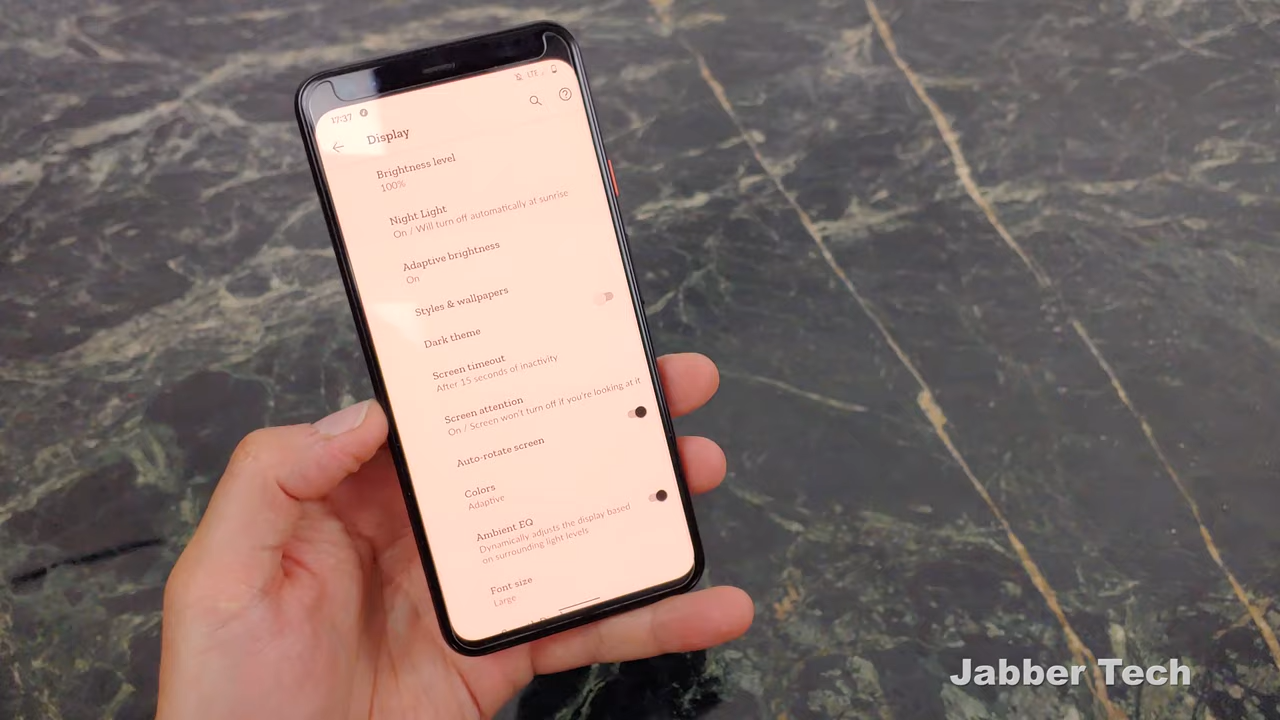 17:37
LTE
Display
Brightness level
100%
Night Light
On / Will turn off automatically at sunrise
Adaptive brightness
On
Styles & wallpapers
Dark theme
Screen timeout
After 15 seconds of inactivity
Screen attention
On / Screen won't turn off if you're looking at it
Auto-rotate screen
Colors
Adaptive
Ambient EQ
Dynamically adjusts the display based
on surrounding light levels
Font size
Large
Jabber Tech